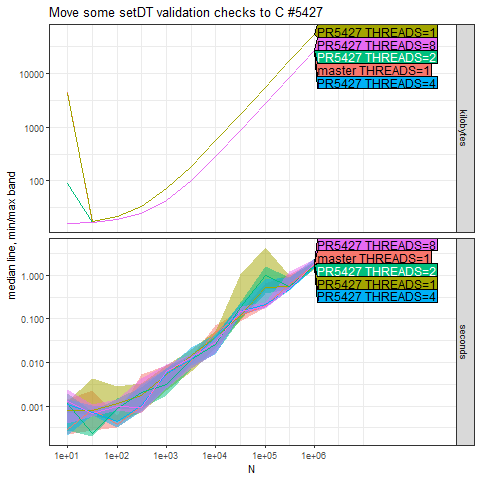 Move some setDT validation checks to C #5427
PR5427 THREADS=1
PR5427 THREADS=8
PR5427 THREADS=2
master THREADS=1
PR5427 THREADS=4
10000
1000
100
kilobytes
median line, min/max band
PR5427 THREADS=8
master THREADS=1
PR5427 THREADS=2
PR5427 THREADS=1
PR5427 THREADS=4
1.000
0.100
0.010
0.001
seconds
1e+01
1e+02
1e+03
1e+04
1e+05
1e+06
N